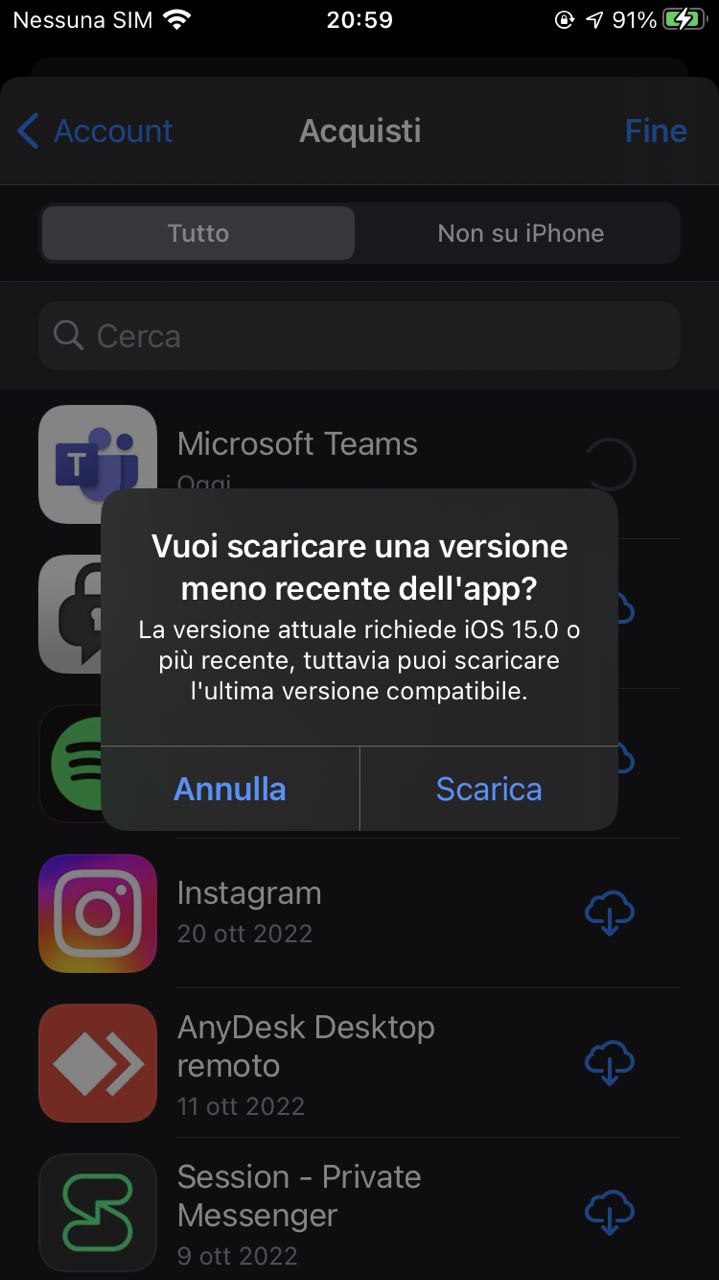 Nessuna SIM 20:59 91%
Account Acquisti Fine
Tutto Non su iPhone
Cerca
Microsoft Teams
Oggi
T
Vuoi scaricare una versione
meno recente dell'app?
La versione attuale richiede iOS 15.0 o
più recente, tuttavia puoi scaricare
l'ultima versione compatibile.
Annulla Scarica
Instagram
20 ott 2022
AnyDesk Desktop
remoto
11 ott 2022
Session - Private
Messenger
9 ott 2022